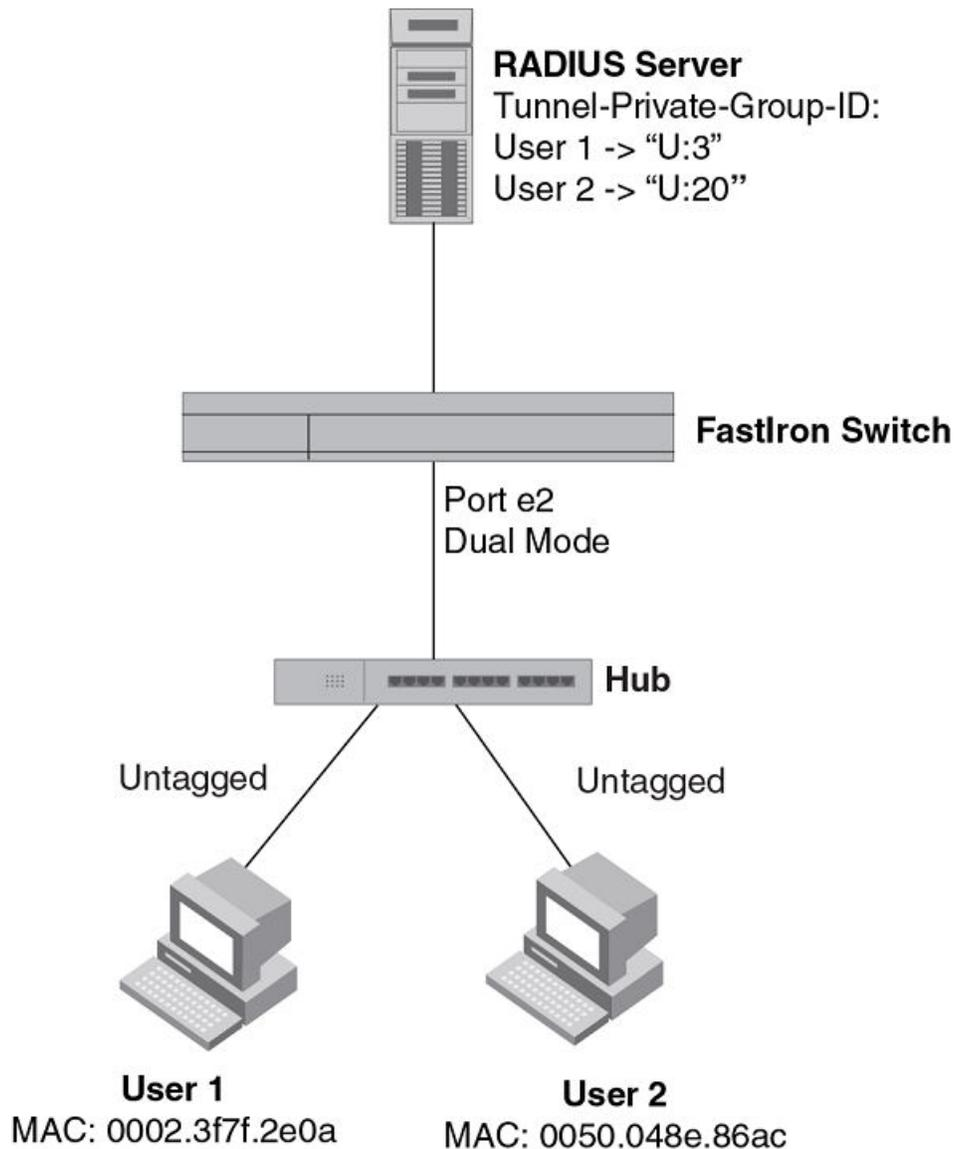 RADIUS Server
Tunnel-Private-Group-ID:
User 1 -> “U:3”
User 2 -> “U:20”
FastIron Switch
Port e2
Dual Mode
Hub
Untagged
Untagged
User 1
MAC: 0002.3f7f.2e0a
User 2
MAC: 0050.048e.86ac